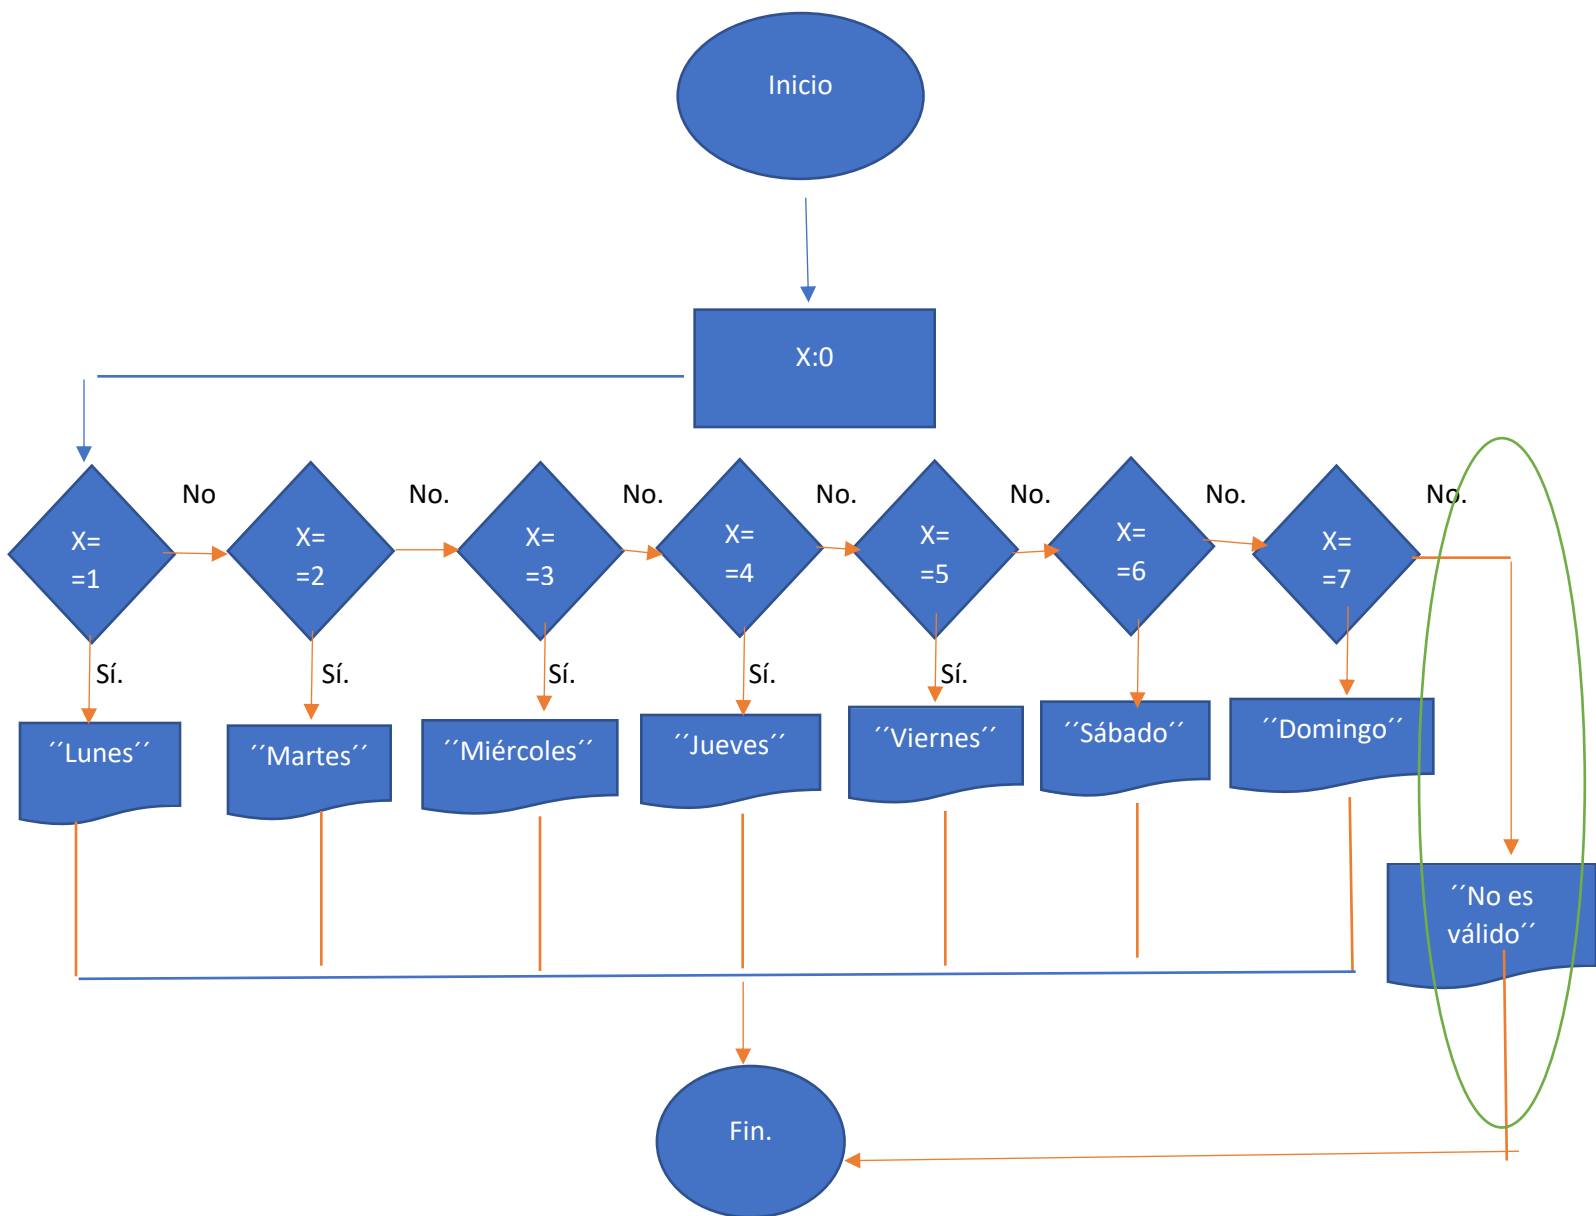 Inicio
X:0
No
No.
No.
No.
No.
No.
No.
X=
=1
X=
=2
X=
=3
X=
=4
X=
=5
X=
=6
X=
=7
Sí.
Sí.
Sí.
Sí.
Sí.
´´Lunes´´
´´Martes´´
´´Miércoles´´
´´Jueves´´
´´Viernes´´
´´Sábado´´
´´Domingo´´
´´No es
válido´´
Fin.